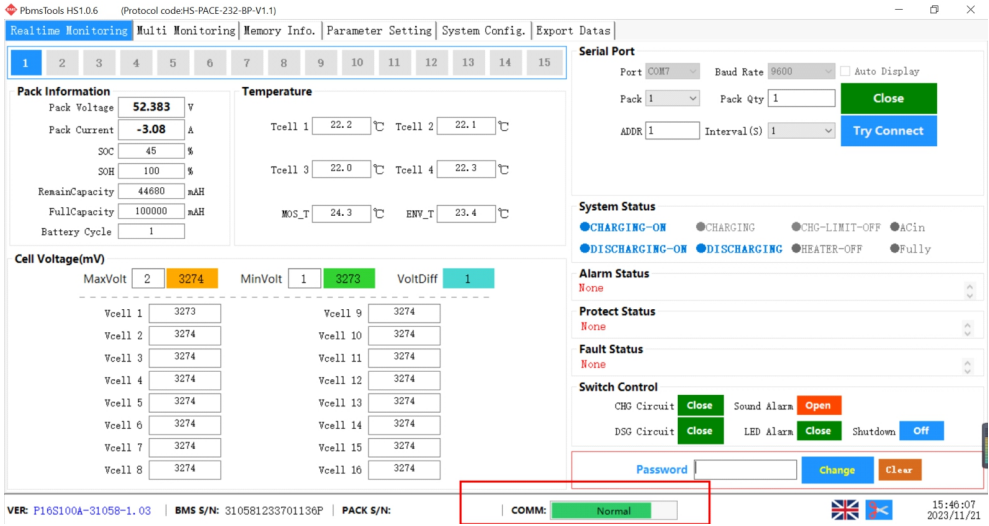 PbmsTools HS1.0.6 (Protocol code:HS-PACE-232-BP-V1.1)
Realtime Monitoring Multi Monitoring Memory Info. Parameter Setting System Config. Export Datas
1 2 3 4 5 6 7 8 9 10 11 12 13 14 15
Pack Information
Pack Voltage 52.383 V
Pack Current -3.08 A
SOC 45 %
SOH 100 %
RemainCapacity 44680 mAH
FullCapacity 100000 mAH
Battery Cycle 1
Temperature
Tcell 1 22.2 ℃ Tcell 2 22.1 ℃
Tcell 3 22.0 ℃ Tcell 4 22.3 ℃
MOS_T 24.3 ℃ ENV_T 23.4 ℃
Serial Port
Port COM7 Baud Rate 9600 Auto Display
Pack 1 Pack Qty 1 Close
ADDR 1 Interval(S) 1 Try Connect
System Status
CHARGING-ON CHARGING CHG-LIMIT-OFF ACin
DISCHARGING-ON DISCHARGING HEATER-OFF Fully
Cell Voltage(mV)
MaxVolt 2 3274 MinVolt 1 3273 VoltDiff 1
Vcell 1 3273 Vcell 9 3274
Vcell 2 3274 Vcell 10 3274
Vcell 3 3274 Vcell 11 3274
Vcell 4 3274 Vcell 12 3274
Vcell 5 3274 Vcell 13 3274
Vcell 6 3274 Vcell 14 3274
Vcell 7 3274 Vcell 15 3274
Vcell 8 3274 Vcell 16 3274
Alarm Status
None
Protect Status
None
Fault Status
None
Switch Control
CHG Circuit Close Sound Alarm Open
DSG Circuit Close LED Alarm Close Shutdown Off
Password Change Clear
VER: P16S100A-31058-1.03 BMS S/N: 310581233701136P PACK S/N: COMM: Normal
15:46:07
2023/11/21